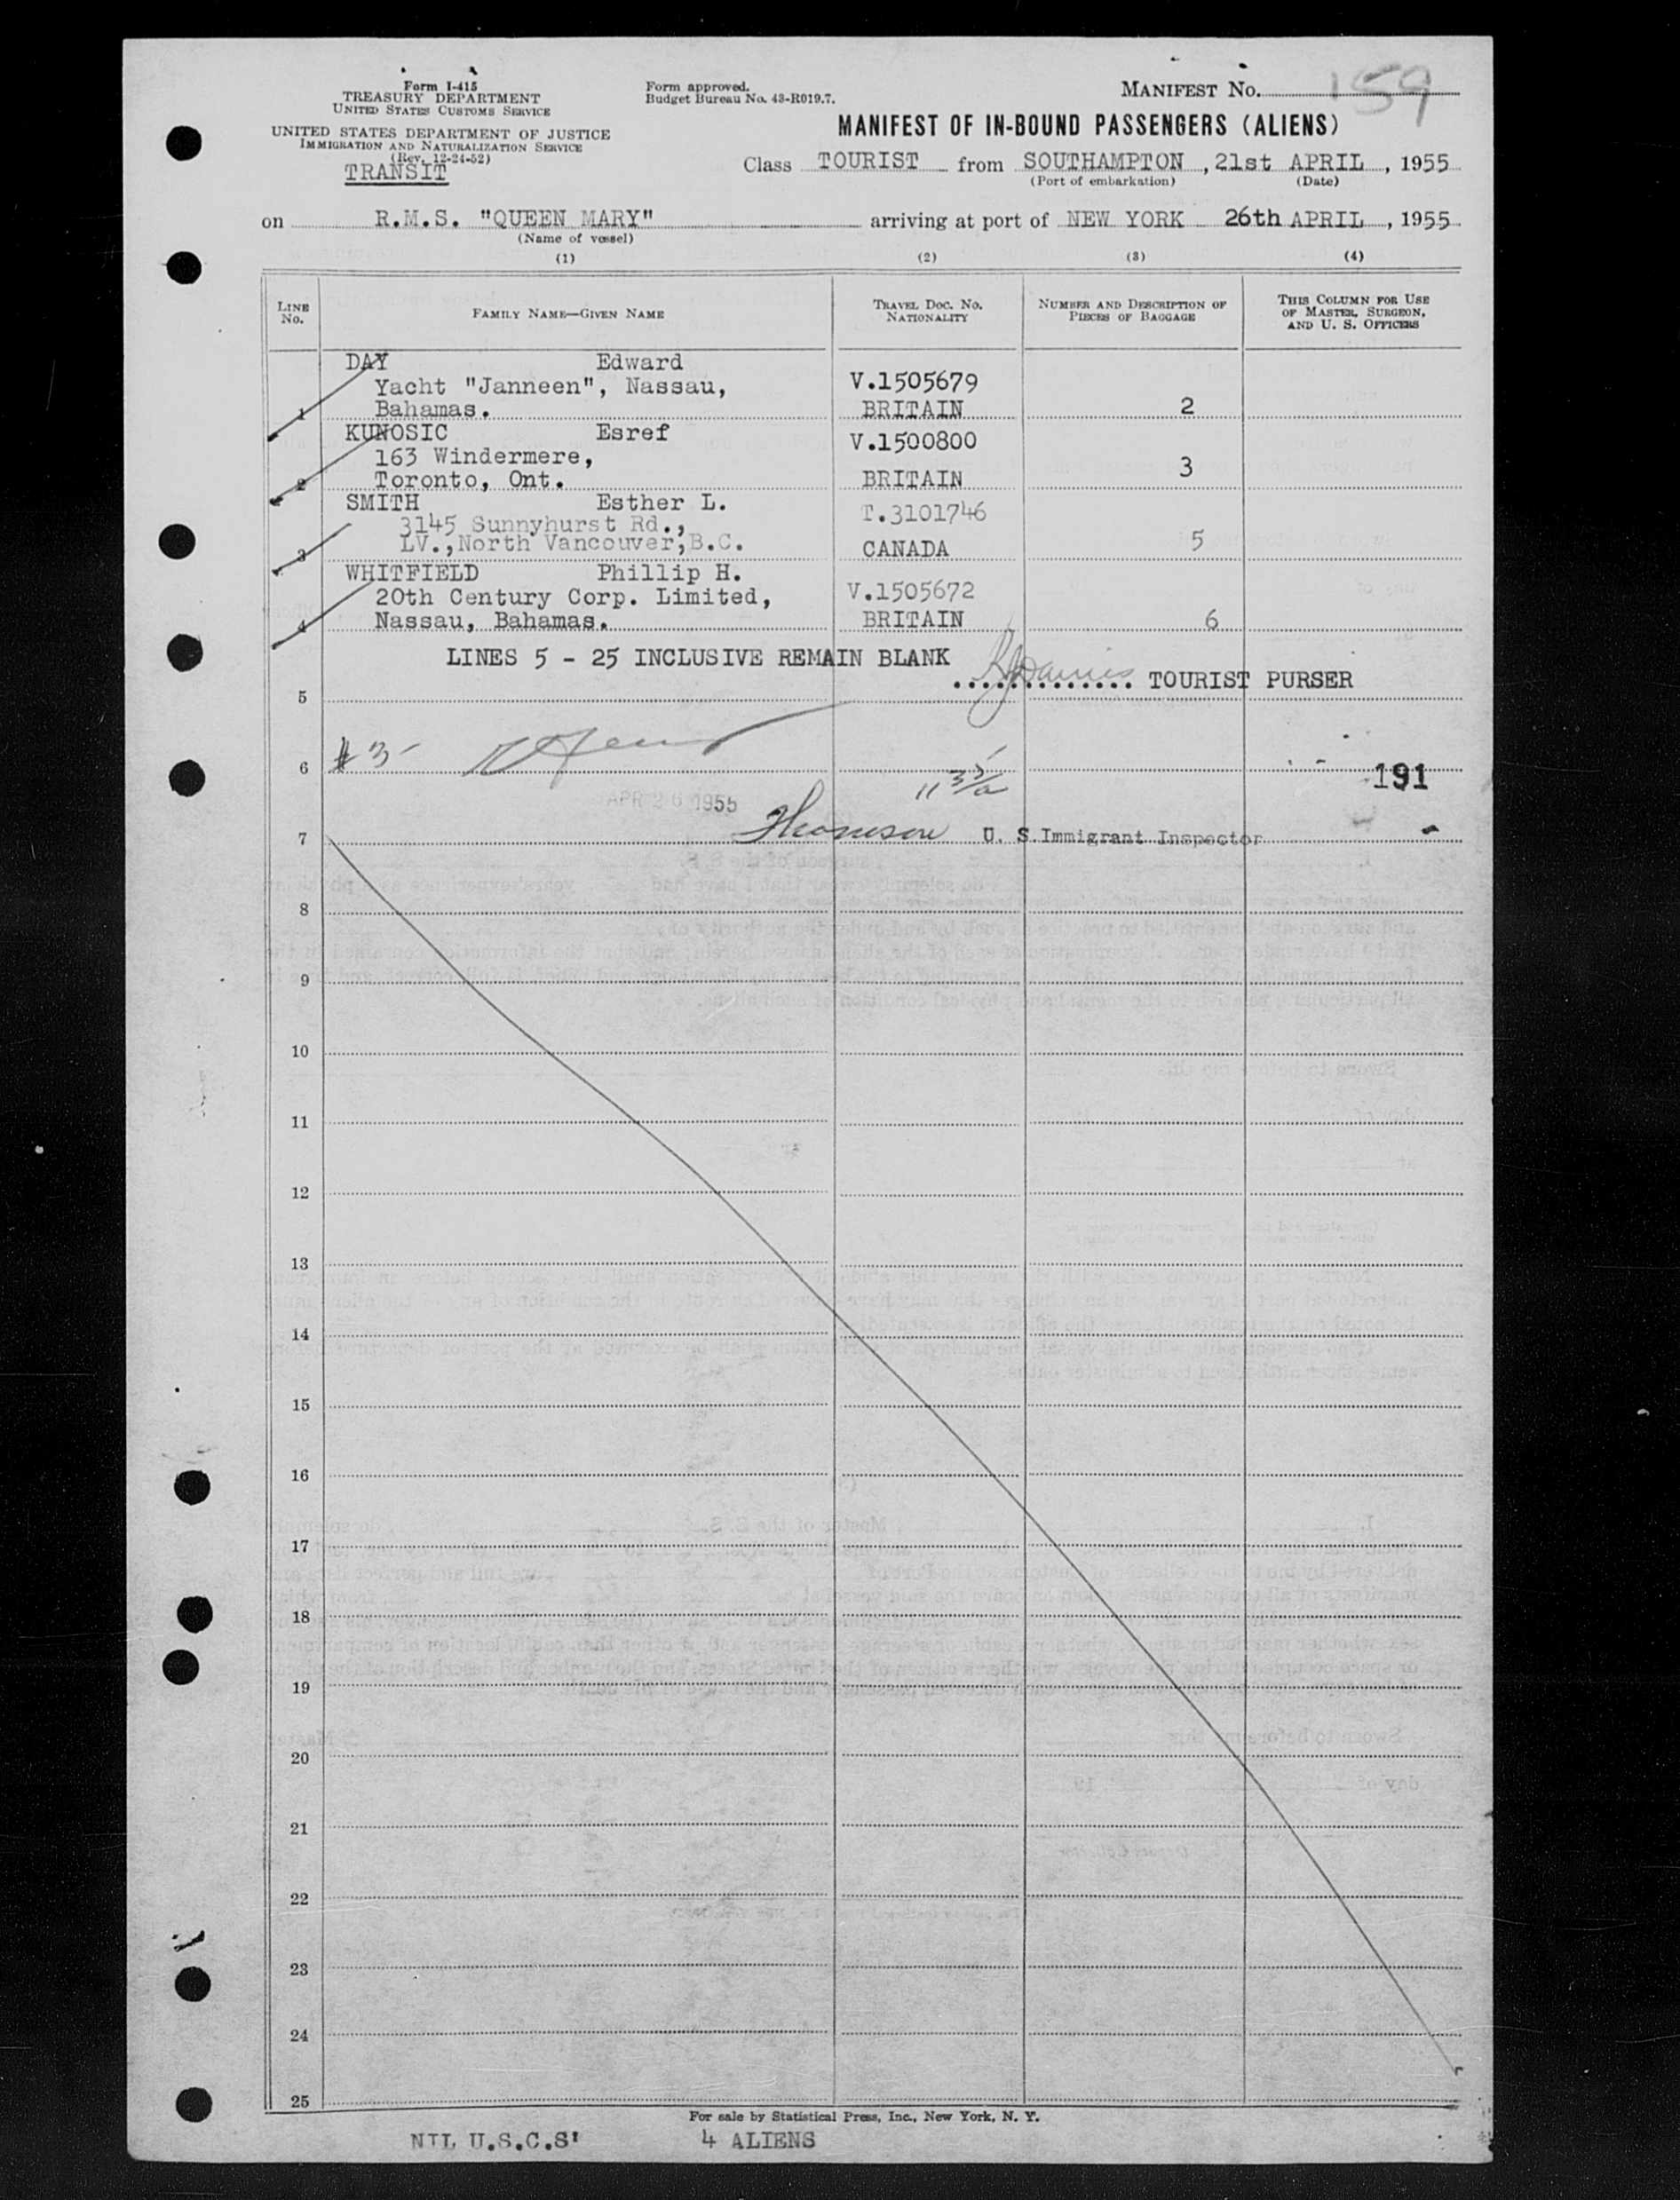 Form I-415
TREASURY DEPARTMENT
UNITED STATES CUSTOMS SERVICE
UNITED STATES DEPARTMENT OF JUSTICE
IMMIGRATION AND NATURALIZATION SERVICE
(Rev. 12-24-52)
TRANSIT
Form approved.
Budget Bureau No. 43-R019.7.
MANIFEST NO. 159
MANIFEST OF IN-BOUND PASSENGERS (ALIENS)
Class TOURIST from SOUTHAMPTON, 21st APRIL, 1955
(Port of embarkation) (Date)
on R.M.S. "QUEEN MARY" arriving at port of NEW YORK 26th APRIL, 1955
(Name of vessel)
(1) (2) (3) (4)
LINE NO. FAMILY NAME—GIVEN NAME TRAVEL DOC. NO. NATIONALITY NUMBER AND DESCRIPTION OF PIECES OF BAGGAGE THIS COLUMN FOR USE OF MASTER, SURGEON, AND U. S. OFFICERS
DAY Edward
Yacht "Janneen", Nassau, V.1505679
1 Bahamas. BRITAIN 2
KUNOSIC Esref V.1500800
163 Windermere, 3
2 Toronto, Ont. BRITAIN
SMITH Esther L. T.3101746
3145 Sunnyhurst Rd.,
3 LV.,North Vancouver,B.C. CANADA 5
WHITFIELD Phillip H.
20th Century Corp. Limited, V.1505672
4 Nassau, Bahamas. BRITAIN 6
LINES 5 - 25 INCLUSIVE REMAIN BLANK
TOURIST PURSER
5
# 3
6
191
APR 26 1955
7 U. S. Immigrant Inspector
8
9
10
11
12
13
14
15
16
17
18
19
20
21
22
23
24
25
For sale by Statistical Press, Inc., New York, N. Y.
NIL U.S.C.S' 4 ALIENS